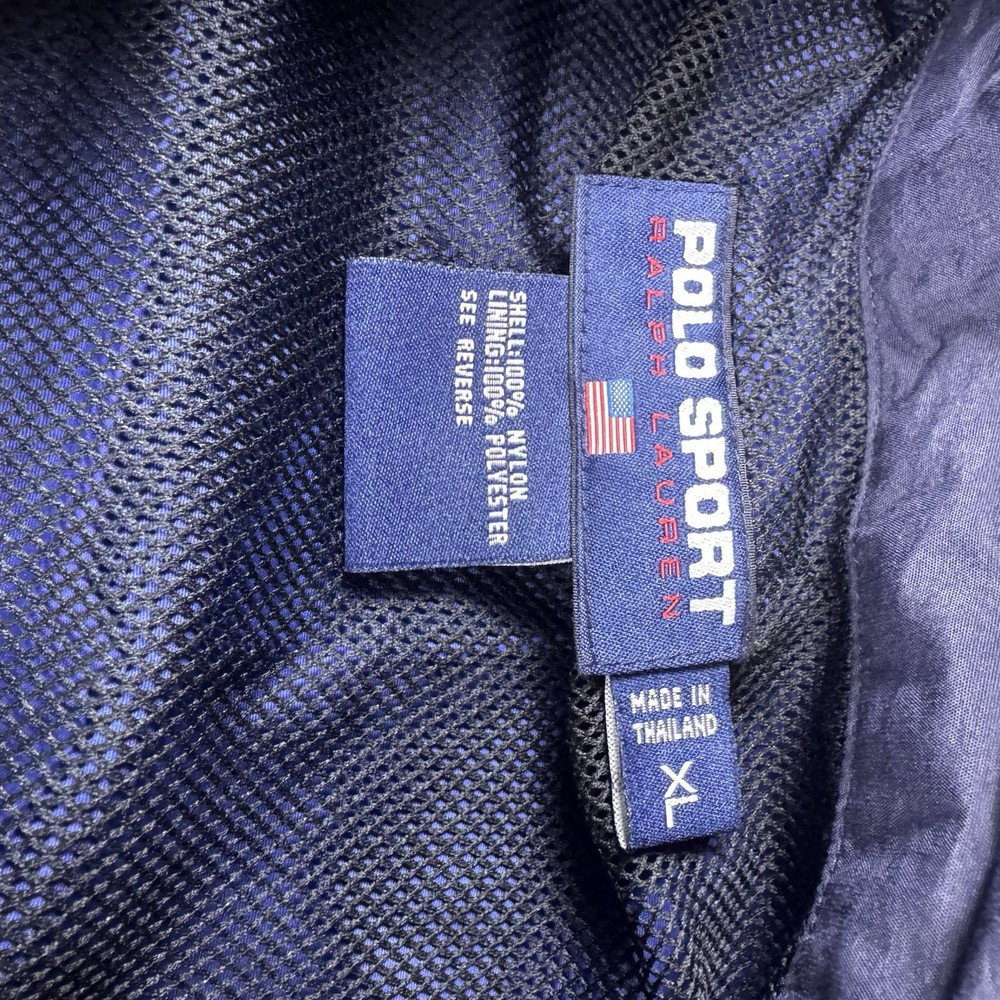 POLO SPORT
RALPH LAUREN
MADE IN
THAILAND
XL
SHELL:100% NYLON
LINING:100% POLYESTER
SEE REVERSE